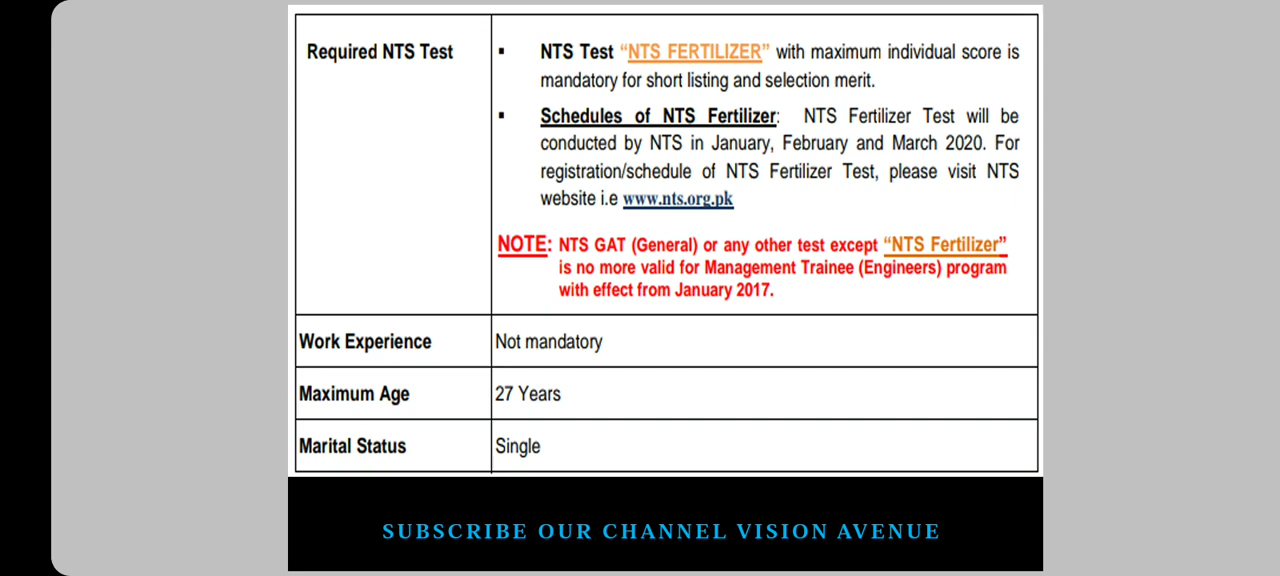 Required NTS Test
▪ NTS Test “NTS FERTILIZER” with maximum individual score is
mandatory for short listing and selection merit.
▪ Schedules of NTS Fertilizer: NTS Fertilizer Test will be
conducted by NTS in January, February and March 2020. For
registration/schedule of NTS Fertilizer Test, please visit NTS
website i.e www.nts.org.pk
NOTE: NTS GAT (General) or any other test except “NTS Fertilizer”
is no more valid for Management Trainee (Engineers) program
with effect from January 2017.
Work Experience Not mandatory
Maximum Age 27 Years
Marital Status Single
SUBSCRIBE OUR CHANNEL VISION AVENUE